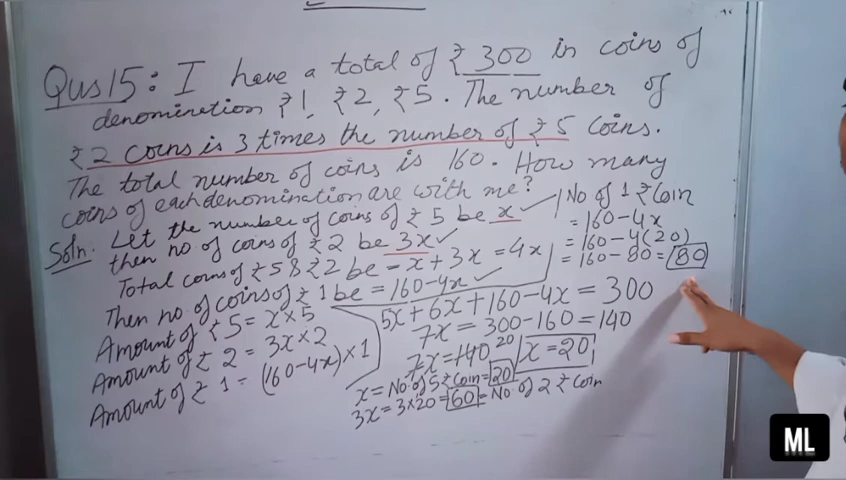 Qus15: I have a total of ₹ 300 in coins of
denomination ₹1, ₹2, ₹5. The number of
₹2 coins is 3 times the number of ₹5 Coins.
The total number of coins is 160. How many
coins of each denomination are with me?
Soln. Let the number of coins of ₹5 be x
then no of coins of ₹2 be 3x
Total coins of ₹5 & ₹2 be = x + 3x = 4x
Then no. of coins of ₹1 be = 160-4x
Amount of ₹5 = x × 5
Amount of ₹2 = 3x × 2
Amount of ₹1 = (160-4x) × 1
No of 1 ₹ Coin
= 160-4x
= 160-4(20)
= 160-80 = 80
5x + 6x + 160-4x = 300
7x = 300-160 = 140
7x = 140 20 x = 20
x = No. of 5 ₹ Coin = 20
3x = 3×20 = 60 = No. of 2 ₹ Coin
ML